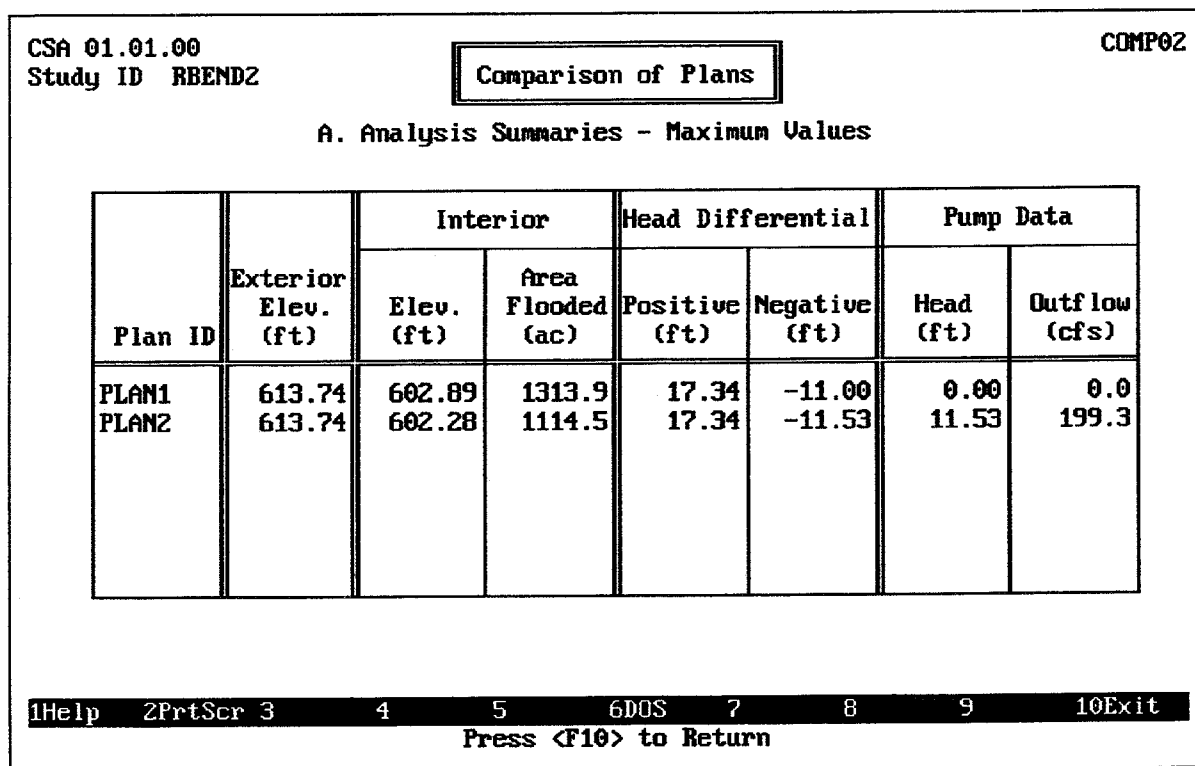 CSA 01.01.00
COMP02
Study ID RBEND2
Comparison of Plans
A. Analysis Summaries - Maximum Values
Interior Head Differential Pump Data
Exterior Area
Elev. Elev. Flooded Positive Negative Head Outflow
Plan ID (ft) (ft) (ac) (ft) (ft) (ft) (cfs)
PLAN1 613.74 602.89 1313.9 17.34 -11.00 0.00 0.0
PLAN2 613.74 602.28 1114.5 17.34 -11.53 11.53 199.3
1Help 2PrtScr 3 4 5 6DOS 7 8 9 10Exit
Press <F10> to Return